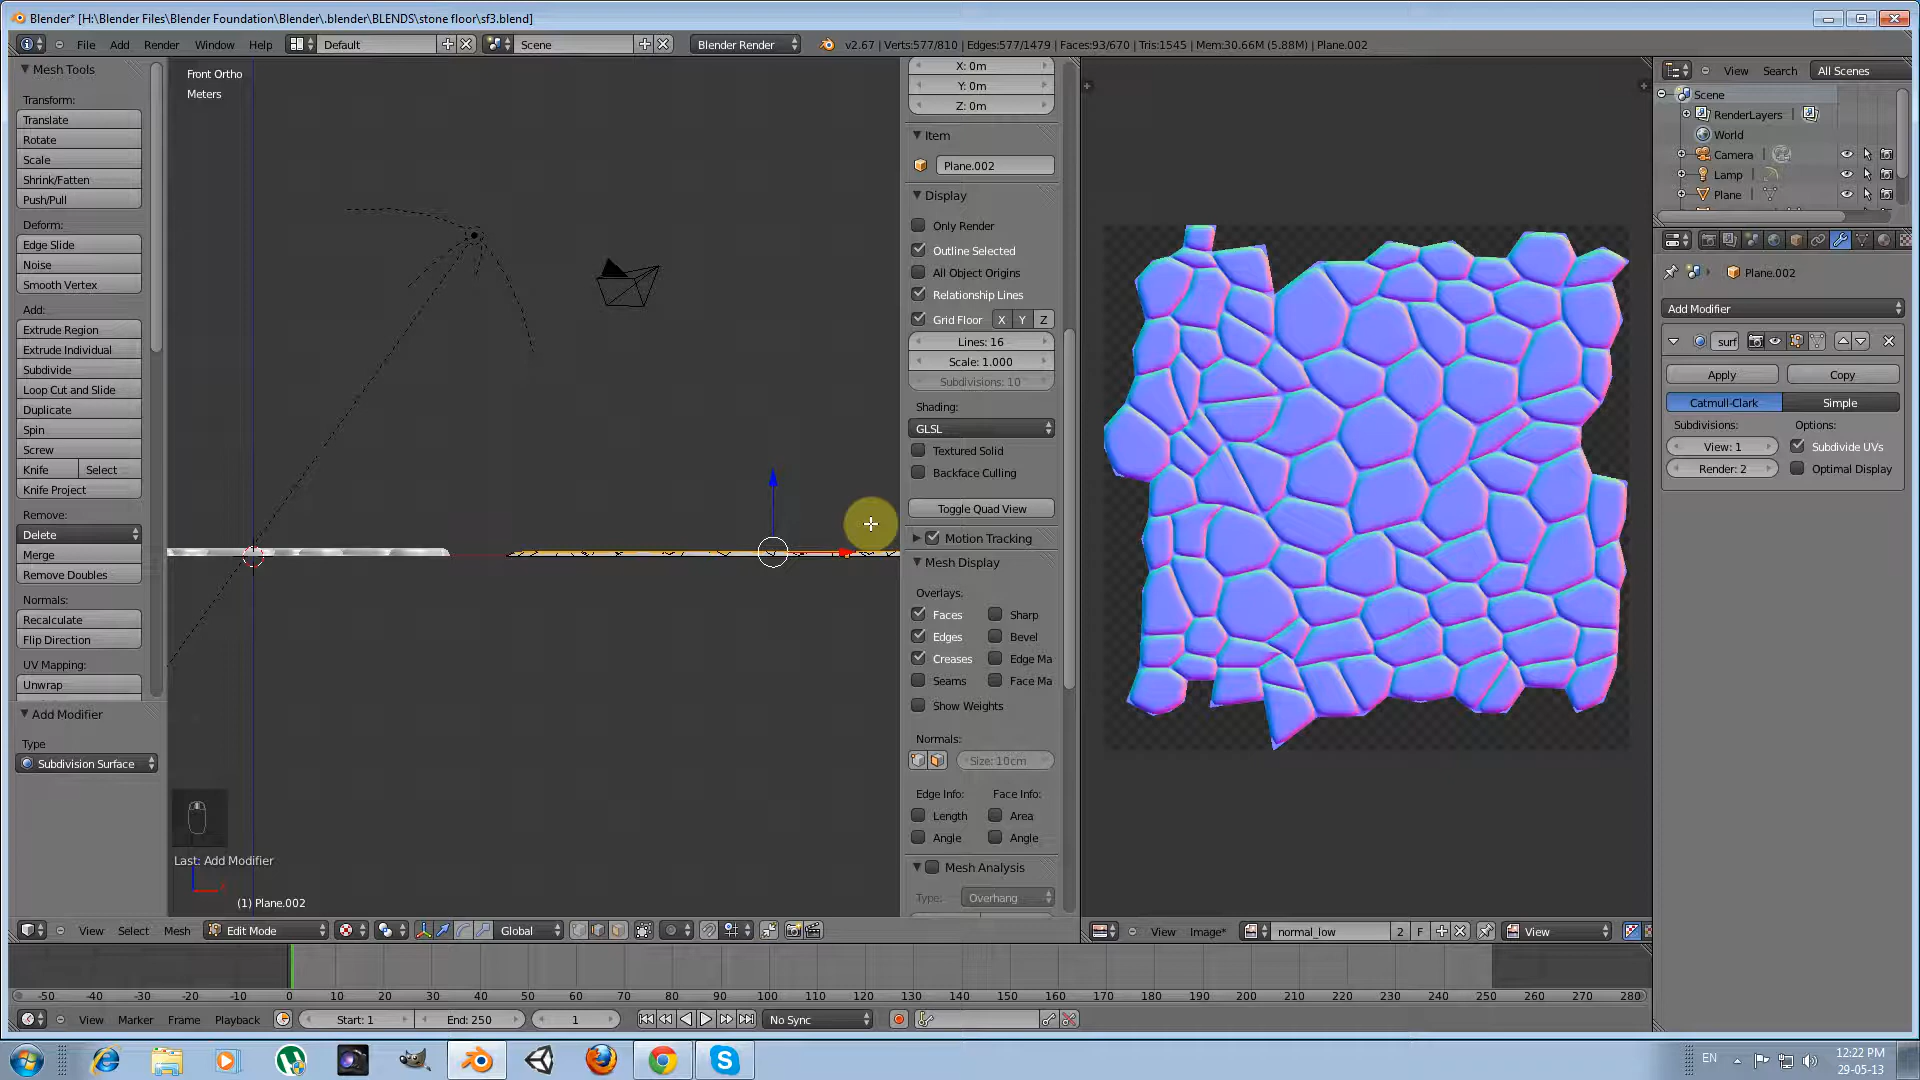 Blender* [H:\Blender Files\Blender Foundation\Blender\.blender\BLENDS\stone floor\sf3.blend]
File Add Render Window Help Default Scene Blender Render v2.67 | Verts:577/810 | Edges:577/1479 | Faces:93/670 | Tris:1545 | Mem:30.66M (5.88M) | Plane.002
Mesh Tools
Transform:
Translate
Rotate
Scale
Shrink/Fatten
Push/Pull
Deform:
Edge Slide
Noise
Smooth Vertex
Add:
Extrude Region
Extrude Individual
Subdivide
Loop Cut and Slide
Duplicate
Spin
Screw
Knife Select
Knife Project
Remove:
Delete
Merge
Remove Doubles
Normals:
Recalculate
Flip Direction
UV Mapping:
Unwrap
Add Modifier
Type
Subdivision Surface
Front Ortho
Meters
Last: Add Modifier
(1) Plane.002
X: 0m
Y: 0m
Z: 0m
Item
Plane.002
Display
Only Render
Outline Selected
All Object Origins
Relationship Lines
Grid Floor X Y Z
Lines: 16
Scale: 1.000
Subdivisions: 10
Shading:
GLSL
Textured Solid
Backface Culling
Toggle Quad View
Motion Tracking
Mesh Display
Overlays:
Faces Sharp
Edges Bevel
Creases Edge Ma
Seams Face Ma
Show Weights
Normals:
Size: 10cm
Edge Info: Face Info:
Length Area
Angle Angle
Mesh Analysis
Type: Overhang
View Search All Scenes
Scene
RenderLayers
World
Camera
Lamp
Plane
Plane.002
Add Modifier
surf
Apply Copy
Catmull-Clark Simple
Subdivisions: Options:
View: 1 Subdivide UVs
Render: 2 Optimal Display
View Select Mesh Edit Mode Global
View Image* normal_low 2 F View
-50 -40 -30 -20 -10 0 10 20 30 40 50 60 70 80 90 100 110 120 130 140 150 160 170 180 190 200 210 220 230 240 250 260 270 280
View Marker Frame Playback Start: 1 End: 250 1 No Sync
EN 12:22 PM
29-05-13